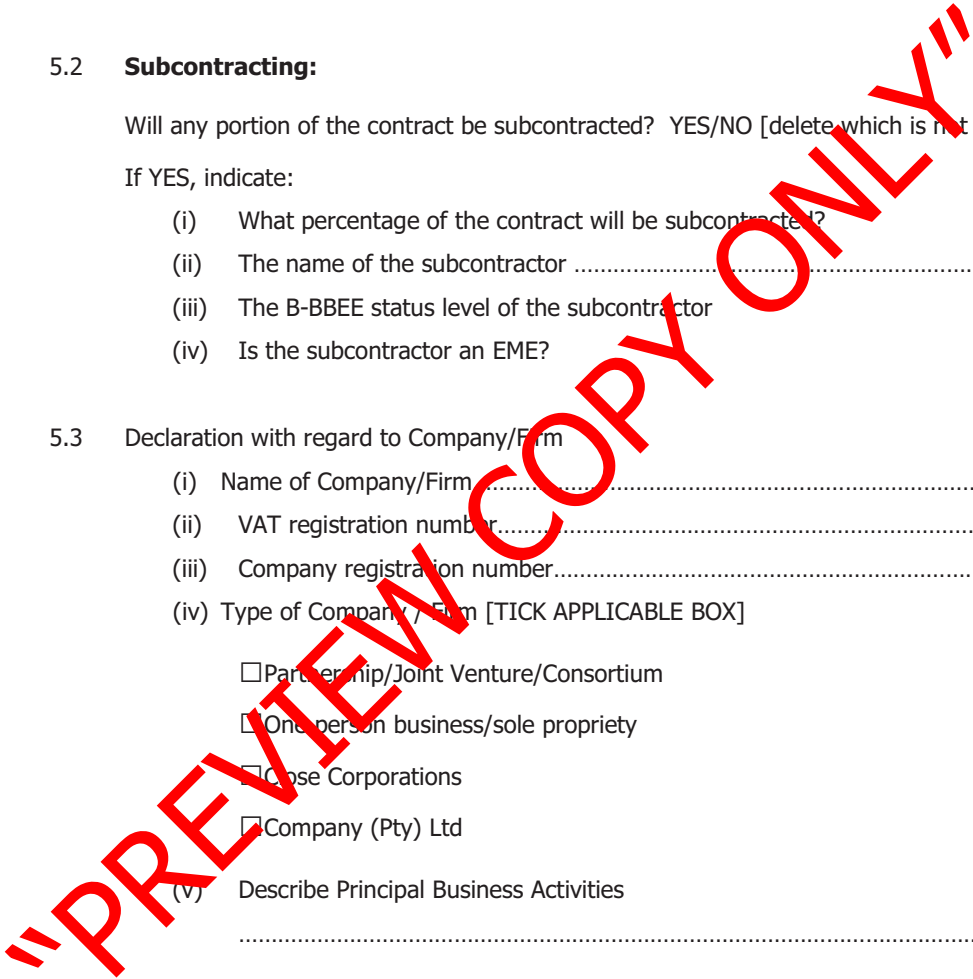 5.2 Subcontracting:
Will any portion of the contract be subcontracted? YES/NO [delete which is not
If YES, indicate:
(i) What percentage of the contract will be subcontracted?
(ii) The name of the subcontractor ........................................................
(iii) The B-BBEE status level of the subcontractor
(iv) Is the subcontractor an EME?
5.3 Declaration with regard to Company/Firm
(i) Name of Company/Firm........................................................................
(ii) VAT registration number.....................................................................
(iii) Company registration number............................................................
(iv) Type of Company / Firm [TICK APPLICABLE BOX]
☐Partnership/Joint Venture/Consortium
☐One person business/sole propriety
☐Close Corporations
☐Company (Pty) Ltd
(v) Describe Principal Business Activities
........................................................................................................
"PREVIEW COPY ONLY"